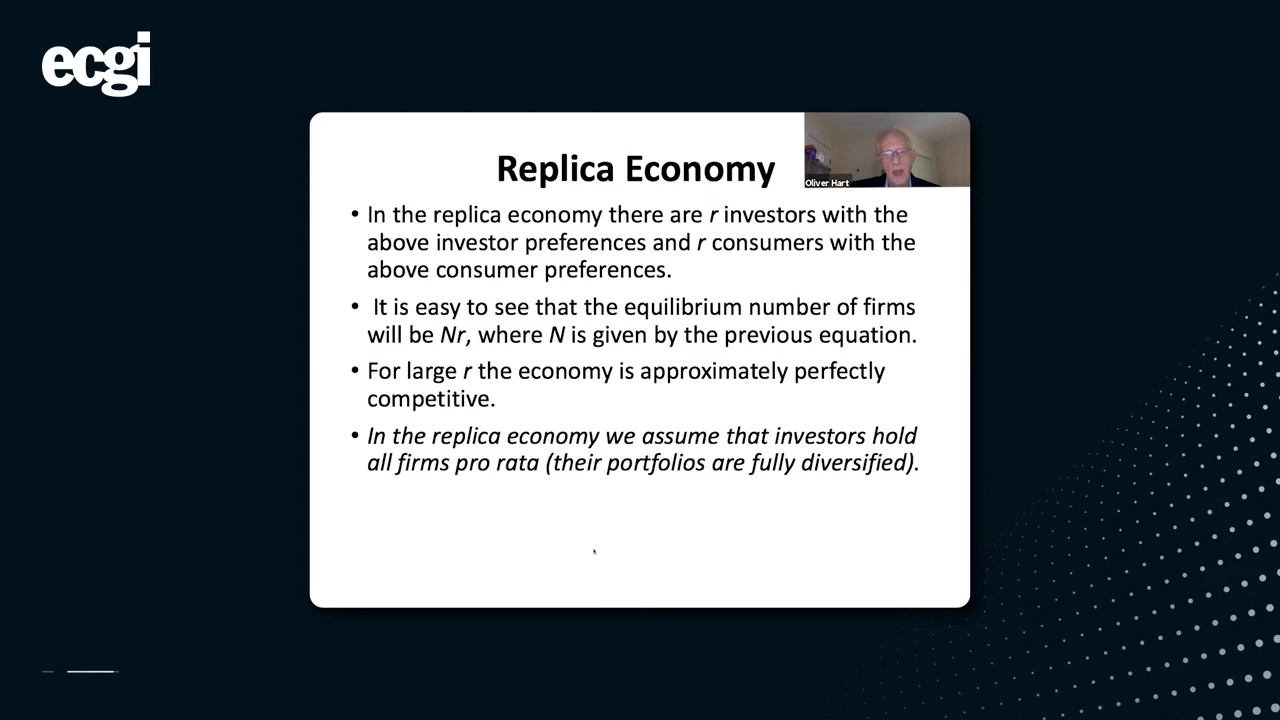 ecgi
Replica Economy
Oliver Hart
• In the replica economy there are r investors with the
above investor preferences and r consumers with the
above consumer preferences.
• It is easy to see that the equilibrium number of firms
will be Nr, where N is given by the previous equation.
• For large r the economy is approximately perfectly
competitive.
• In the replica economy we assume that investors hold
all firms pro rata (their portfolios are fully diversified).